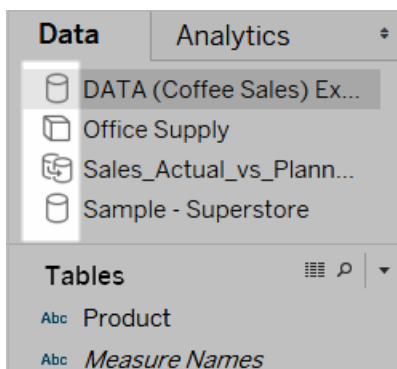 Data
Analytics
DATA (Coffee Sales) Ex...
Office Supply
Sales_Actual_vs_Plann...
Sample - Superstore
Tables
Abc Product
Abc Measure Names